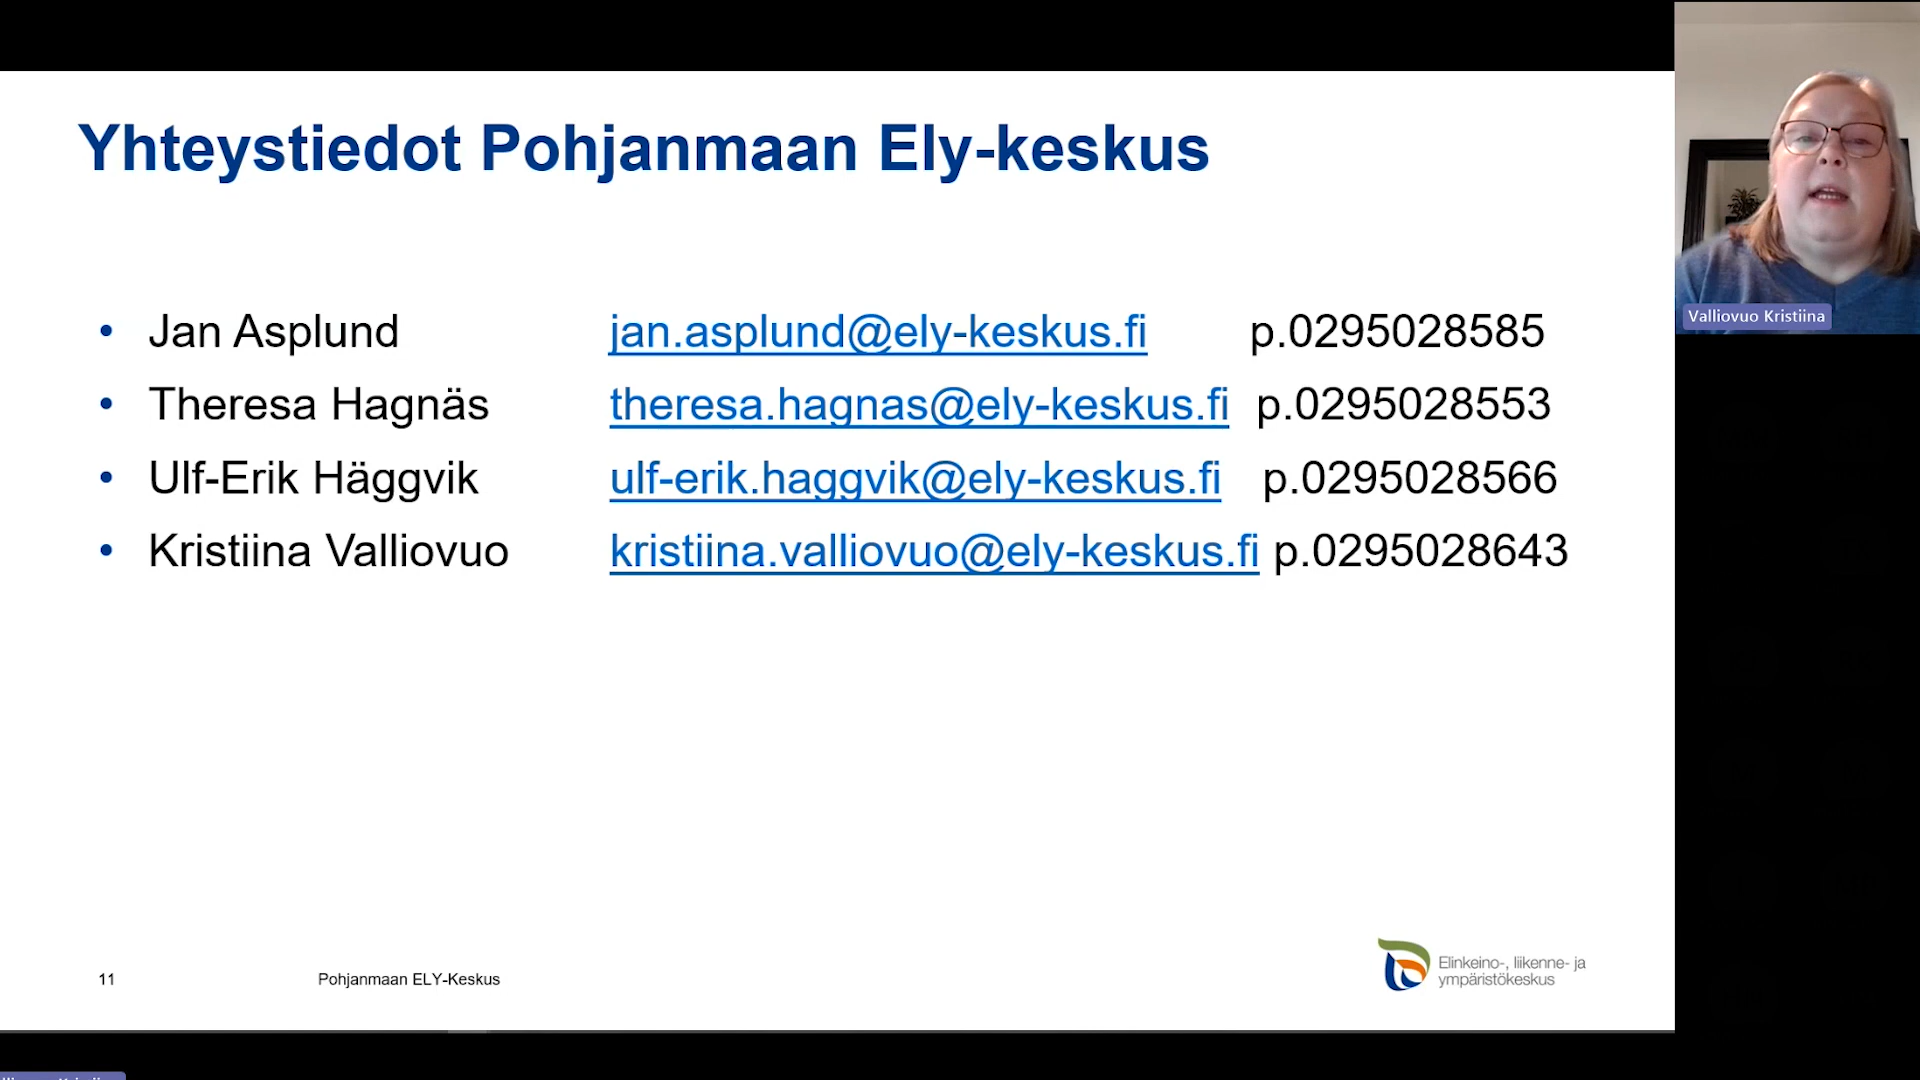 Yhteystiedot Pohjanmaan Ely-keskus
• Jan Asplund jan.asplund@ely-keskus.fi p.0295028585
• Theresa Hagnäs theresa.hagnas@ely-keskus.fi p.0295028553
• Ulf-Erik Häggvik ulf-erik.haggvik@ely-keskus.fi p.0295028566
• Kristiina Valliovuo kristiina.valliovuo@ely-keskus.fi p.0295028643
Valliovuo Kristiina
11 Pohjanmaan ELY-Keskus
Elinkeino-, liikenne- ja
ympäristökeskus